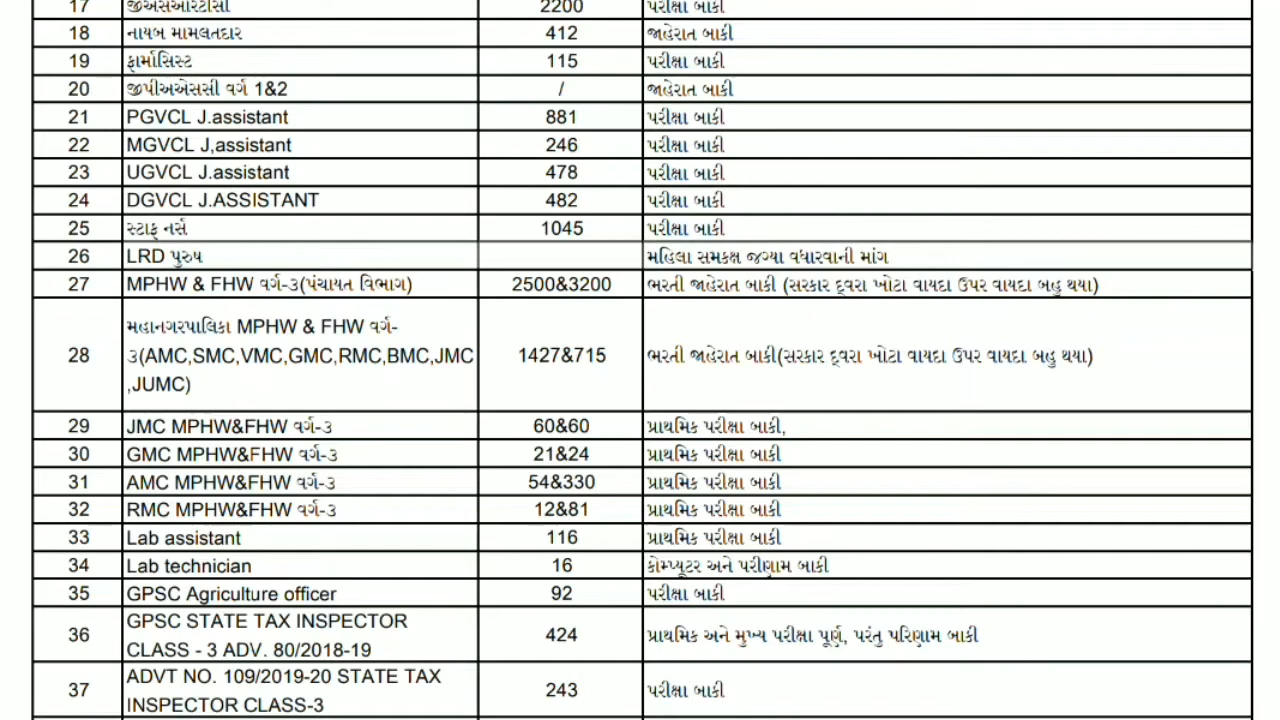 17 જીએસઆરટીસી 2200 પરીક્ષા બાકી
18 નાયબ મામલતદાર 412 જાહેરાત બાકી
19 ફાર્માસિસ્ટ 115 પરીક્ષા બાકી
20 જીપીઅએસસી વર્ગ 1&2 / જાહેરાત બાકી
21 PGVCL J.assistant 881 પરીક્ષા બાકી
22 MGVCL J,assistant 246 પરીક્ષા બાકી
23 UGVCL J.assistant 478 પરીક્ષા બાકી
24 DGVCL J.ASSISTANT 482 પરીક્ષા બાકી
25 સ્ટાફ નર્સ 1045 પરીક્ષા બાકી
26 LRD પુરુષ મહિલા સમકક્ષ જગ્યા વધારવાની માંગ
27 MPHW & FHW વર્ગ-૩(પંચાયત વિભાગ) 2500&3200 ભરતી જાહેરાત બાકી (સરકાર દ્વરા ખોટા વાયદા ઉપર વાયદા બહુ થયા)
મહાનગરપાલિકા MPHW & FHW વર્ગ-
28 ૩(AMC,SMC,VMC,GMC,RMC,BMC,JMC 1427&715 ભરતી જાહેરાત બાકી(સરકાર દ્વરા ખોટા વાયદા ઉપર વાયદા બહુ થયા)
,JUMC)
29 JMC MPHW&FHW વર્ગ-૩ 60&60 પ્રાથમિક પરીક્ષા બાકી,
30 GMC MPHW&FHW વર્ગ-૩ 21&24 પ્રાથમિક પરીક્ષા બાકી
31 AMC MPHW&FHW વર્ગ-૩ 54&330 પ્રાથમિક પરીક્ષા બાકી
32 RMC MPHW&FHW વર્ગ-૩ 12&81 પ્રાથમિક પરીક્ષા બાકી
33 Lab assistant 116 પ્રાથમિક પરીક્ષા બાકી
34 Lab technician 16 કોમ્પ્યૂટર અને પરીણામ બાકી
35 GPSC Agriculture officer 92 પરીક્ષા બાકી
GPSC STATE TAX INSPECTOR
36 CLASS - 3 ADV. 80/2018-19 424 પ્રાથમિક અને મુખ્ય પરીક્ષા પૂર્ણ, પરંતુ પરિણામ બાકી
ADVT NO. 109/2019-20 STATE TAX
37 INSPECTOR CLASS-3 243 પરીક્ષા બાકી